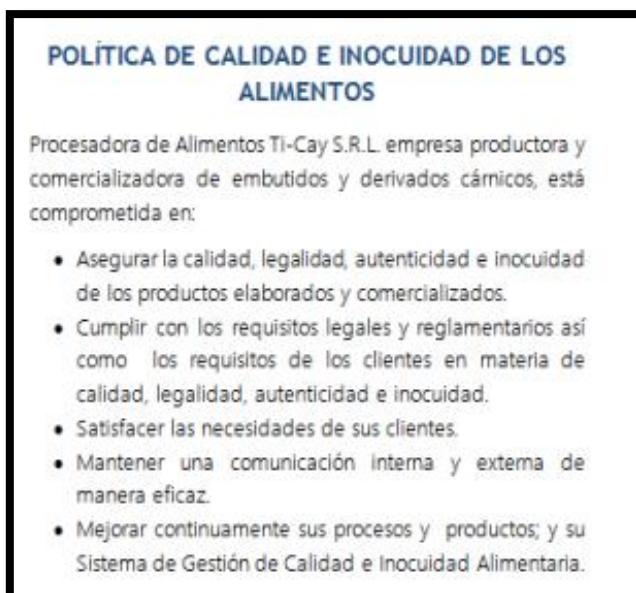 POLÍTICA DE CALIDAD E INOCUIDAD DE LOS
ALIMENTOS
Procesadora de Alimentos Ti-Cay S.R.L. empresa productora y
comercializadora de embutidos y derivados cárnicos, está
comprometida en:
• Asegurar la calidad, legalidad, autenticidad e inocuidad
de los productos elaborados y comercializados.
• Cumplir con los requisitos legales y reglamentarios así
como los requisitos de los clientes en materia de
calidad, legalidad, autenticidad e inocuidad.
• Satisfacer las necesidades de sus clientes.
• Mantener una comunicación interna y externa de
manera eficaz.
• Mejorar continuamente sus procesos y productos; y su
Sistema de Gestión de Calidad e Inocuidad Alimentaria.